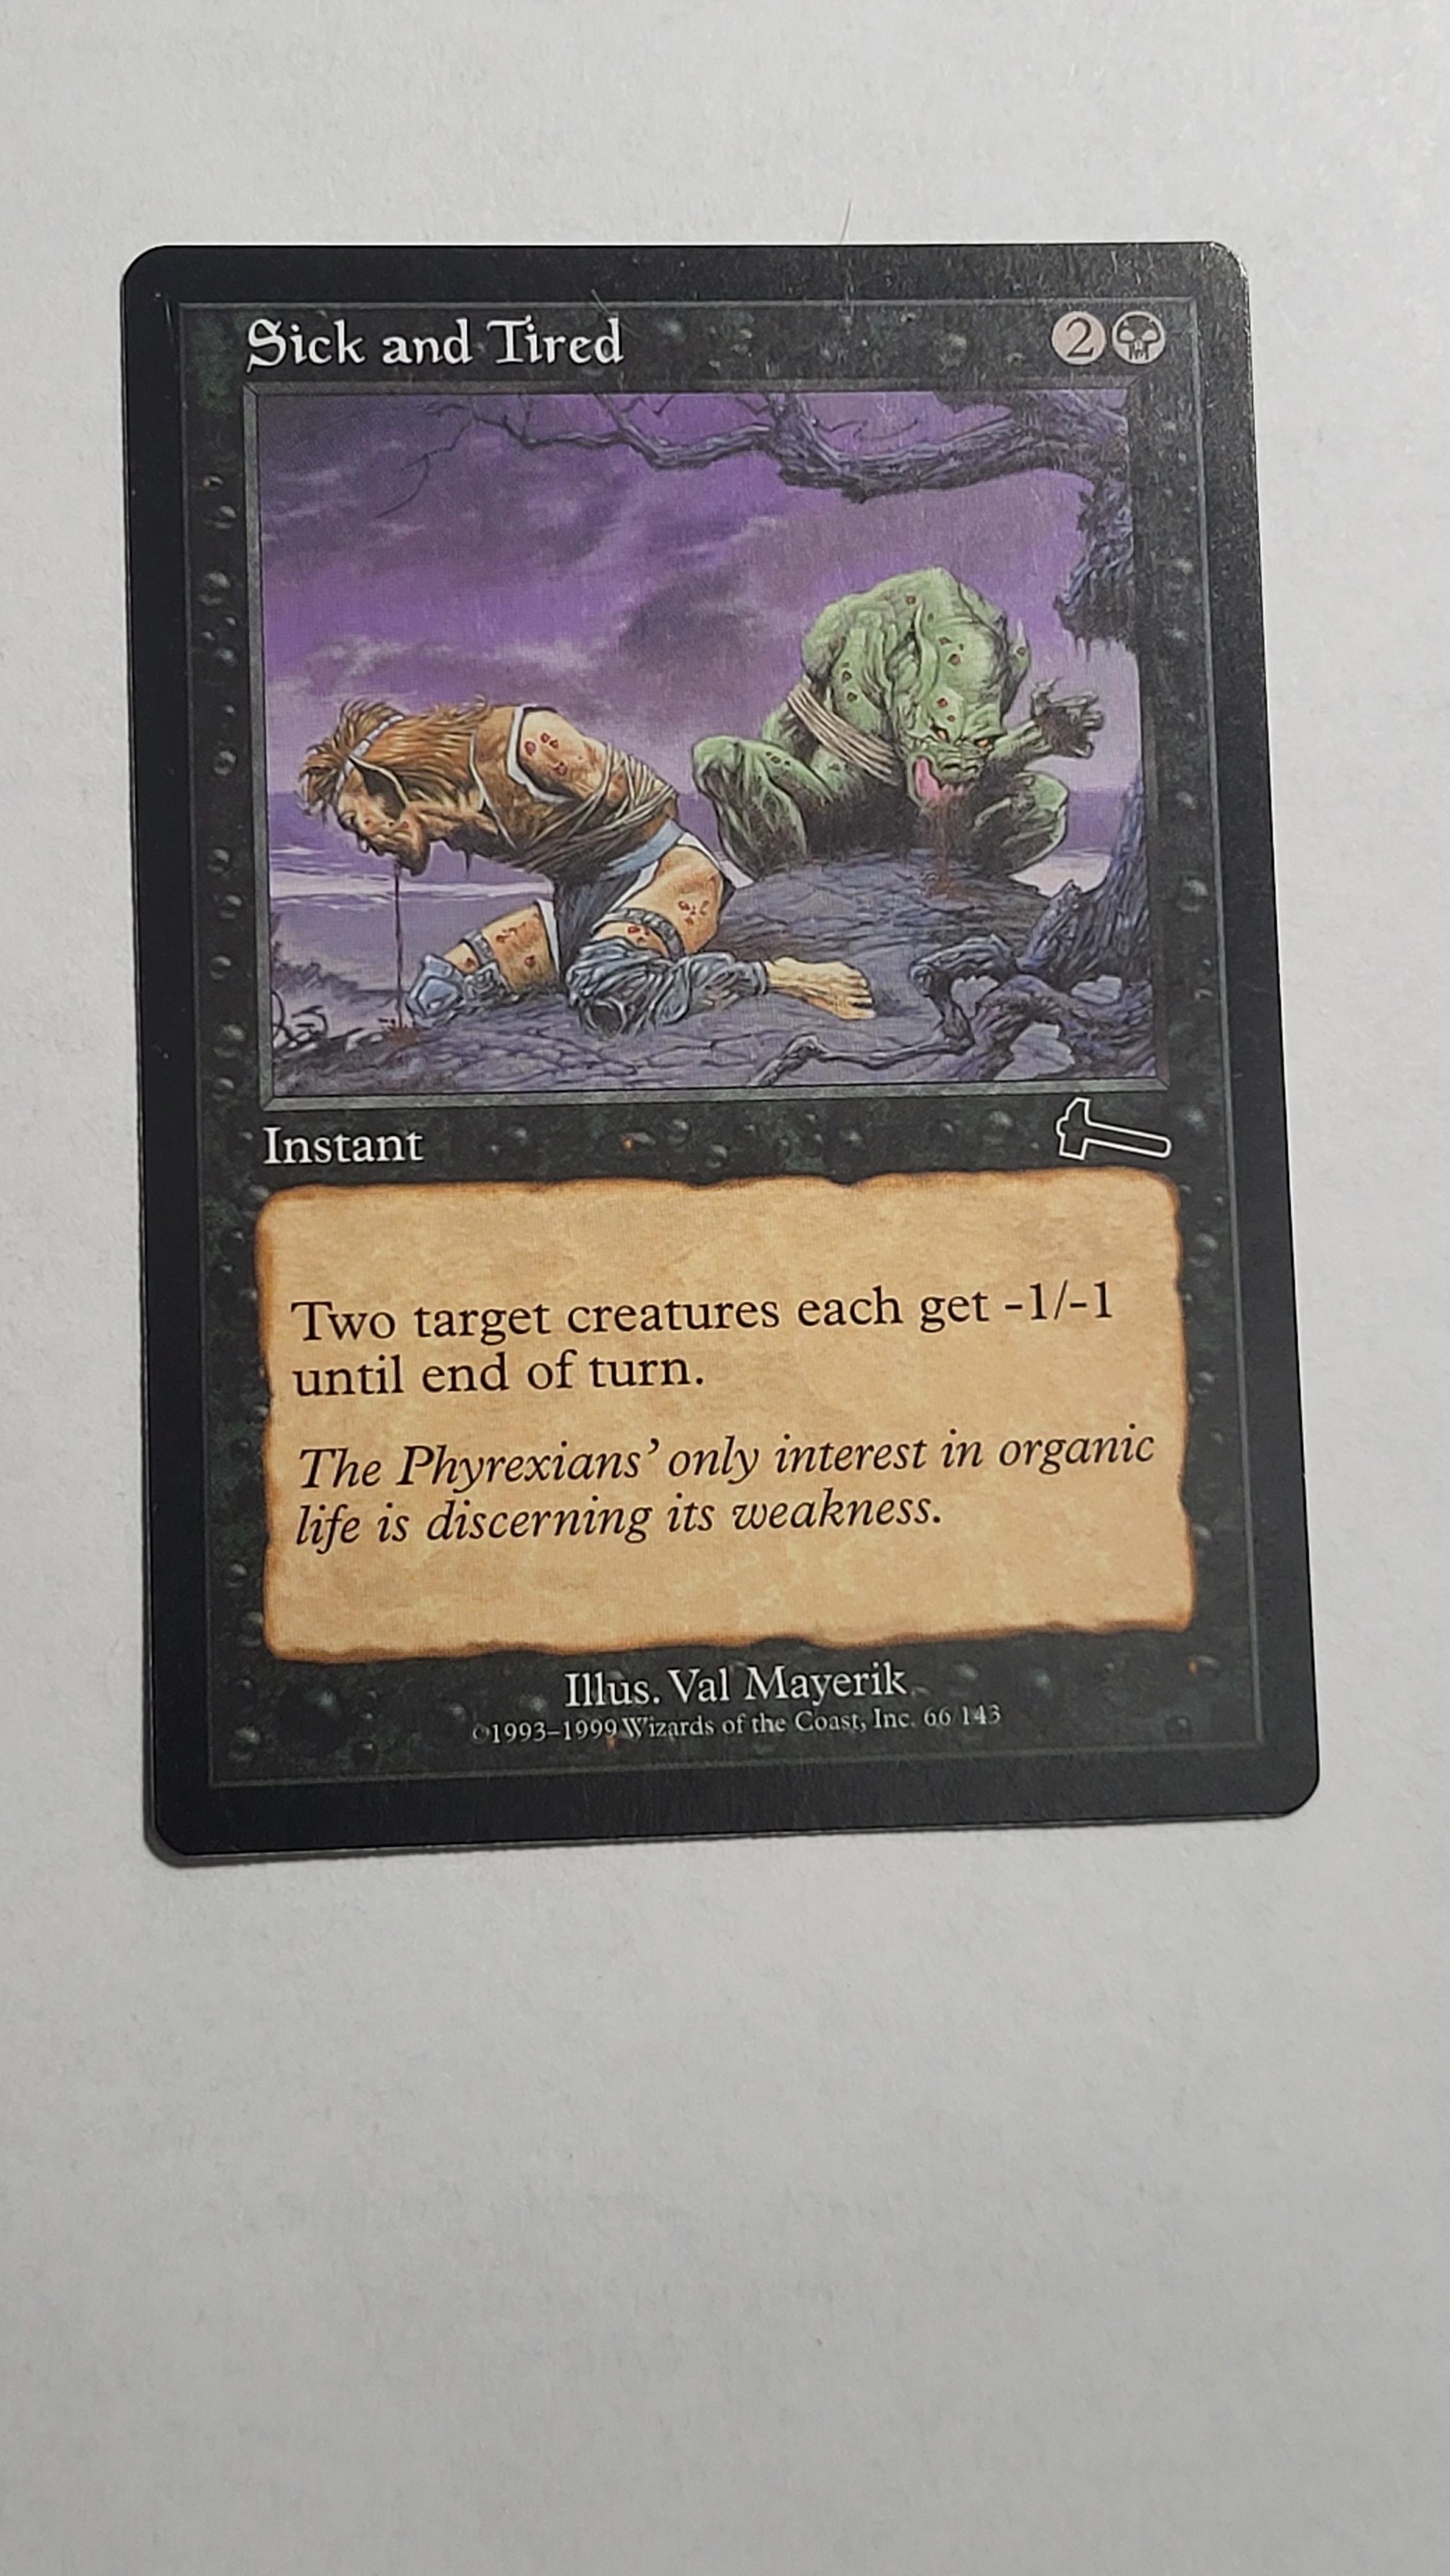 Sick and Tired 2
Instant
Two target creatures each get -1/-1
until end of turn.
The Phyrexians' only interest in organic
life is discerning its weakness.
Illus. Val Mayerik
©1993–1999 Wizards of the Coast, Inc. 66 143